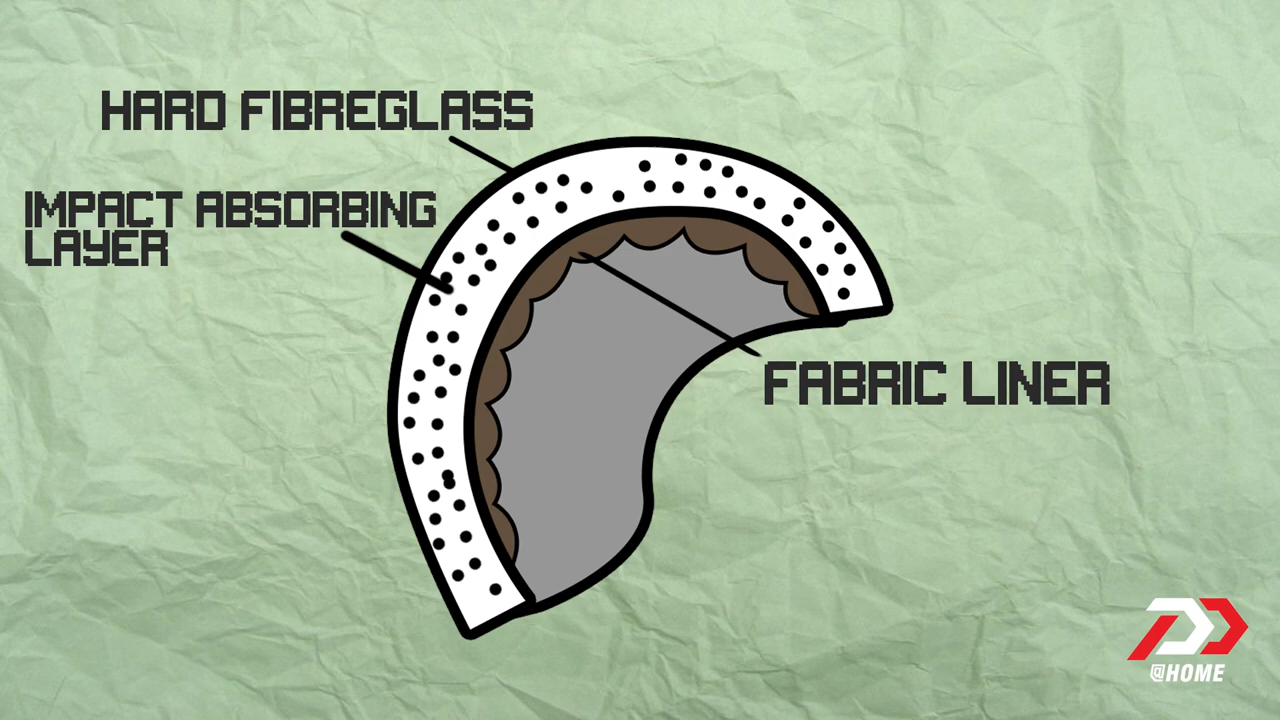 HARD FIBREGLASS
IMPACT ABSORBING
LAYER
FABRIC LINER
@HOME